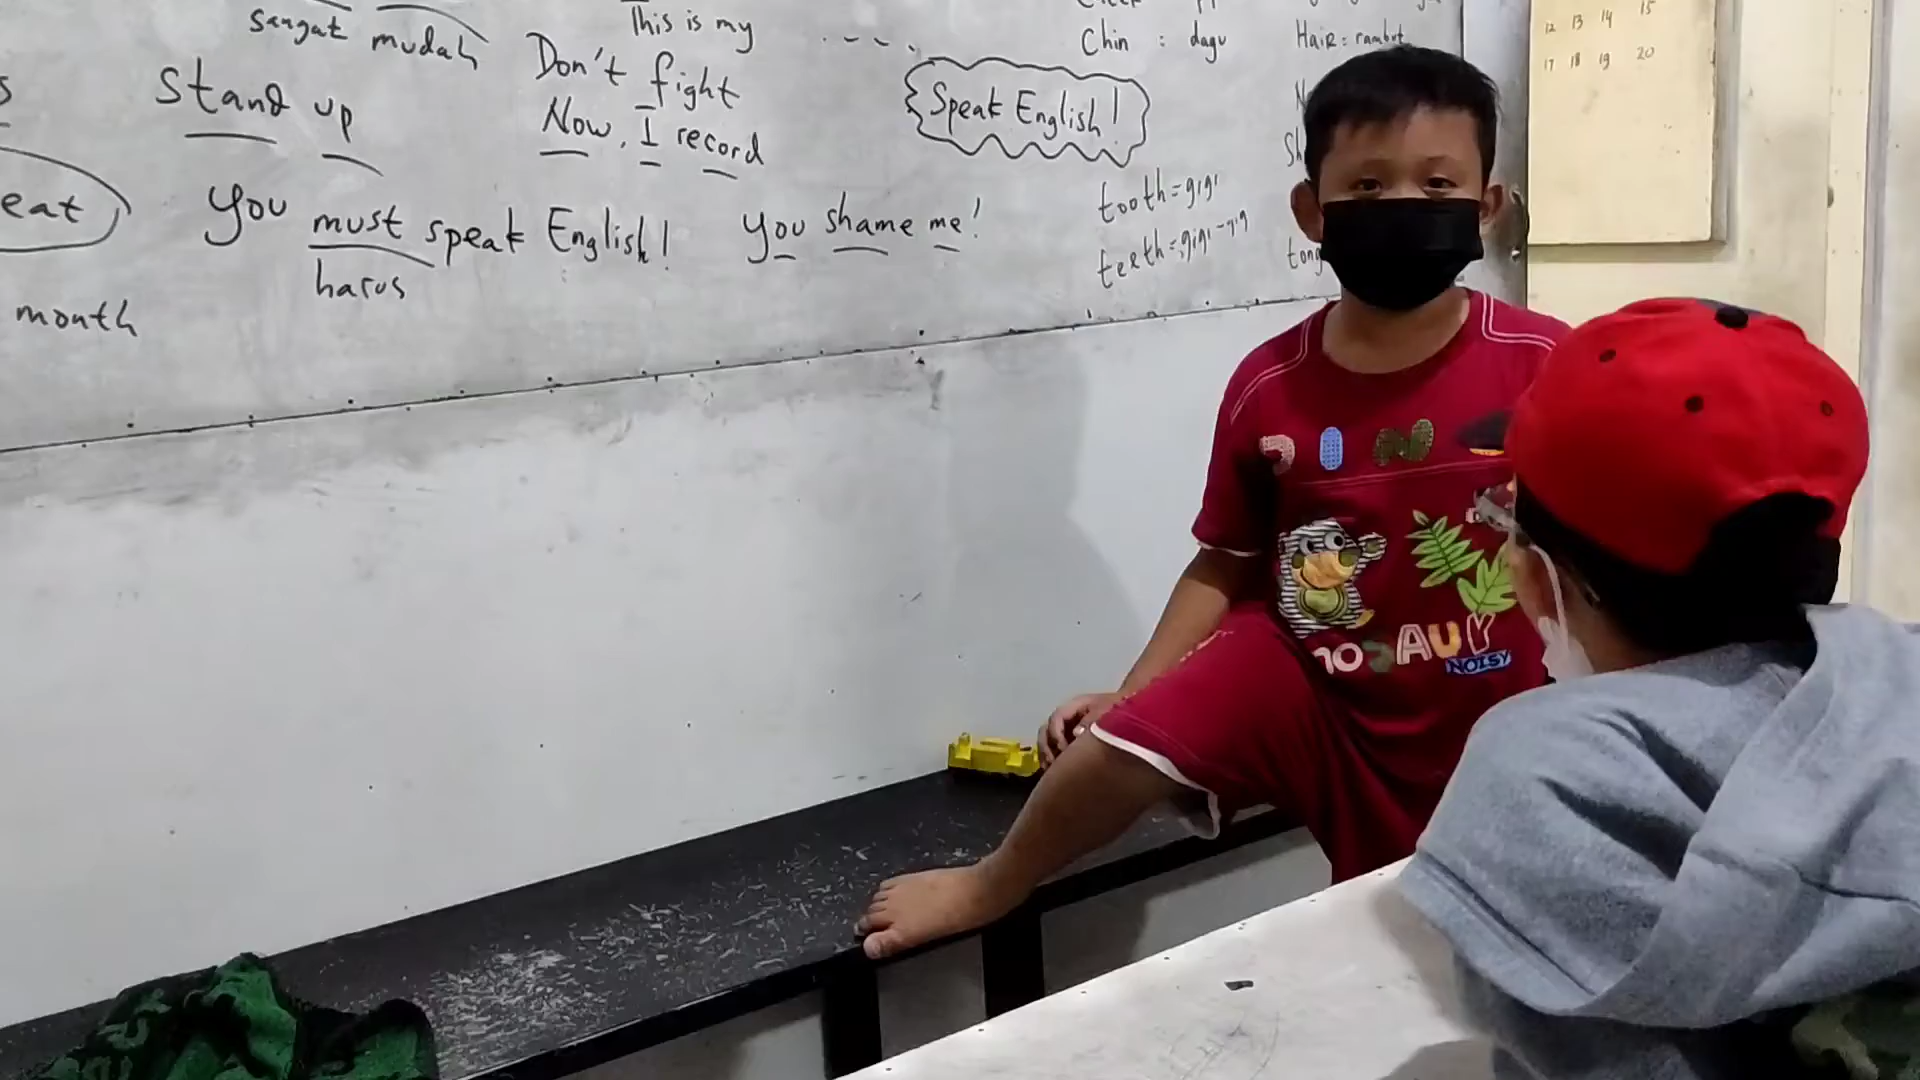 sangat mudah
This is my ....
Chin : dagu
Hair : rambut
stand up
Don't fight
Now, I record
Speak English!
eat
You must speak English!
harus
You shame me!
tooth = gigi
teeth = gigi-gigi
month
12 13 14 15
17 18 19 20
NOISY